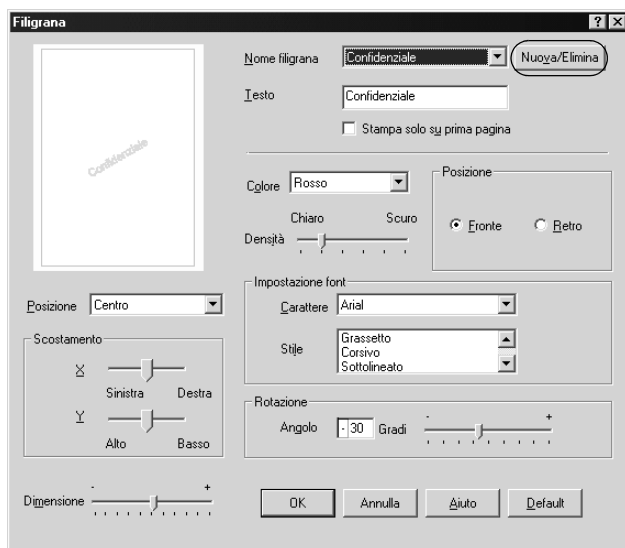 Filigrana
Nome filigrana Confidenziale Nuova/Elimina
Testo Confidenziale
Stampa solo su prima pagina
Confidenziale
Colore Rosso
Chiaro Scuro
Densità
Posizione
Fronte Retro
Posizione Centro
Scostamento
X
Sinistra Destra
Y
Alto Basso
Impostazione font
Carattere Arial
Stile
Grassetto
Corsivo
Sottolineato
Rotazione
Angolo - 30 Gradi - +
Dimensione - +
OK Annulla Aiuto Default